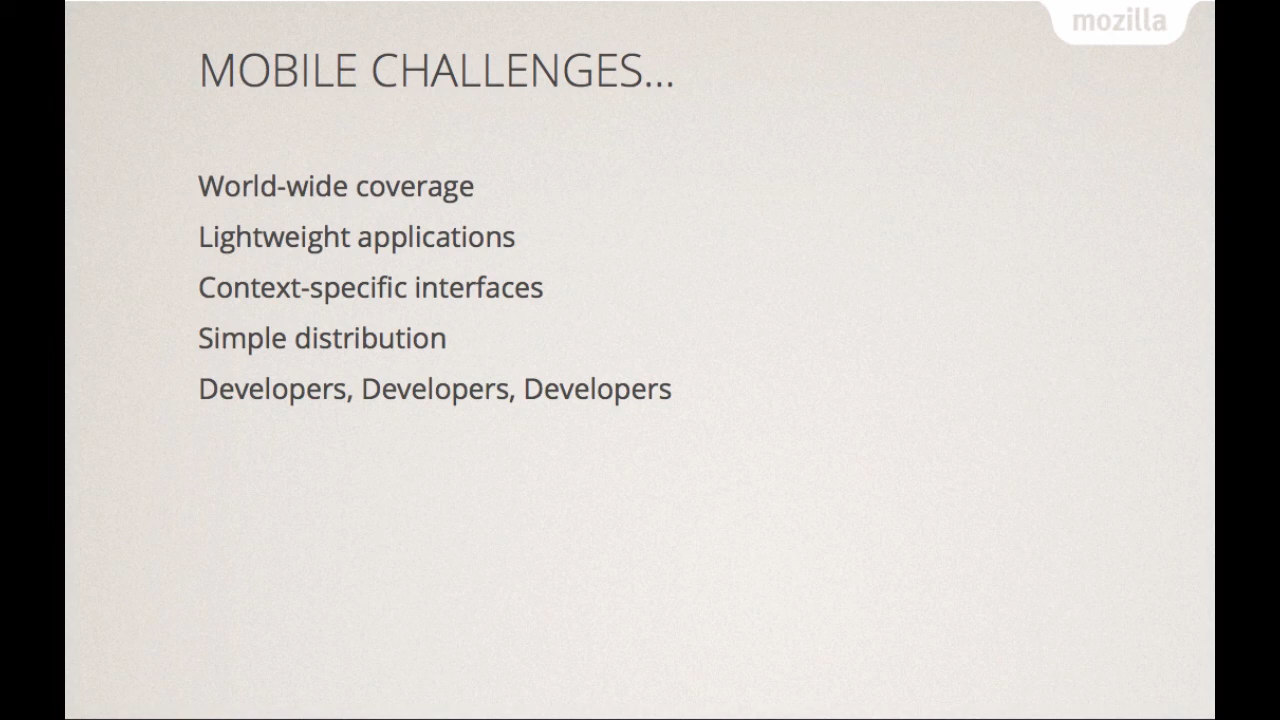 mozilla
MOBILE CHALLENGES...
World-wide coverage
Lightweight applications
Context-specific interfaces
Simple distribution
Developers, Developers, Developers